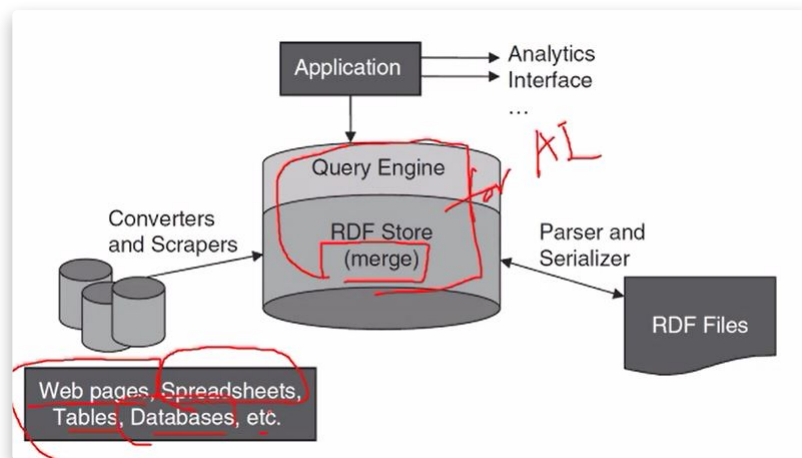 Application
Analytics
Interface
...
for AI
Query Engine
RDF Store
(merge)
Converters
and Scrapers
Parser and
Serializer
RDF Files
Web pages, Spreadsheets,
Tables, Databases, etc.